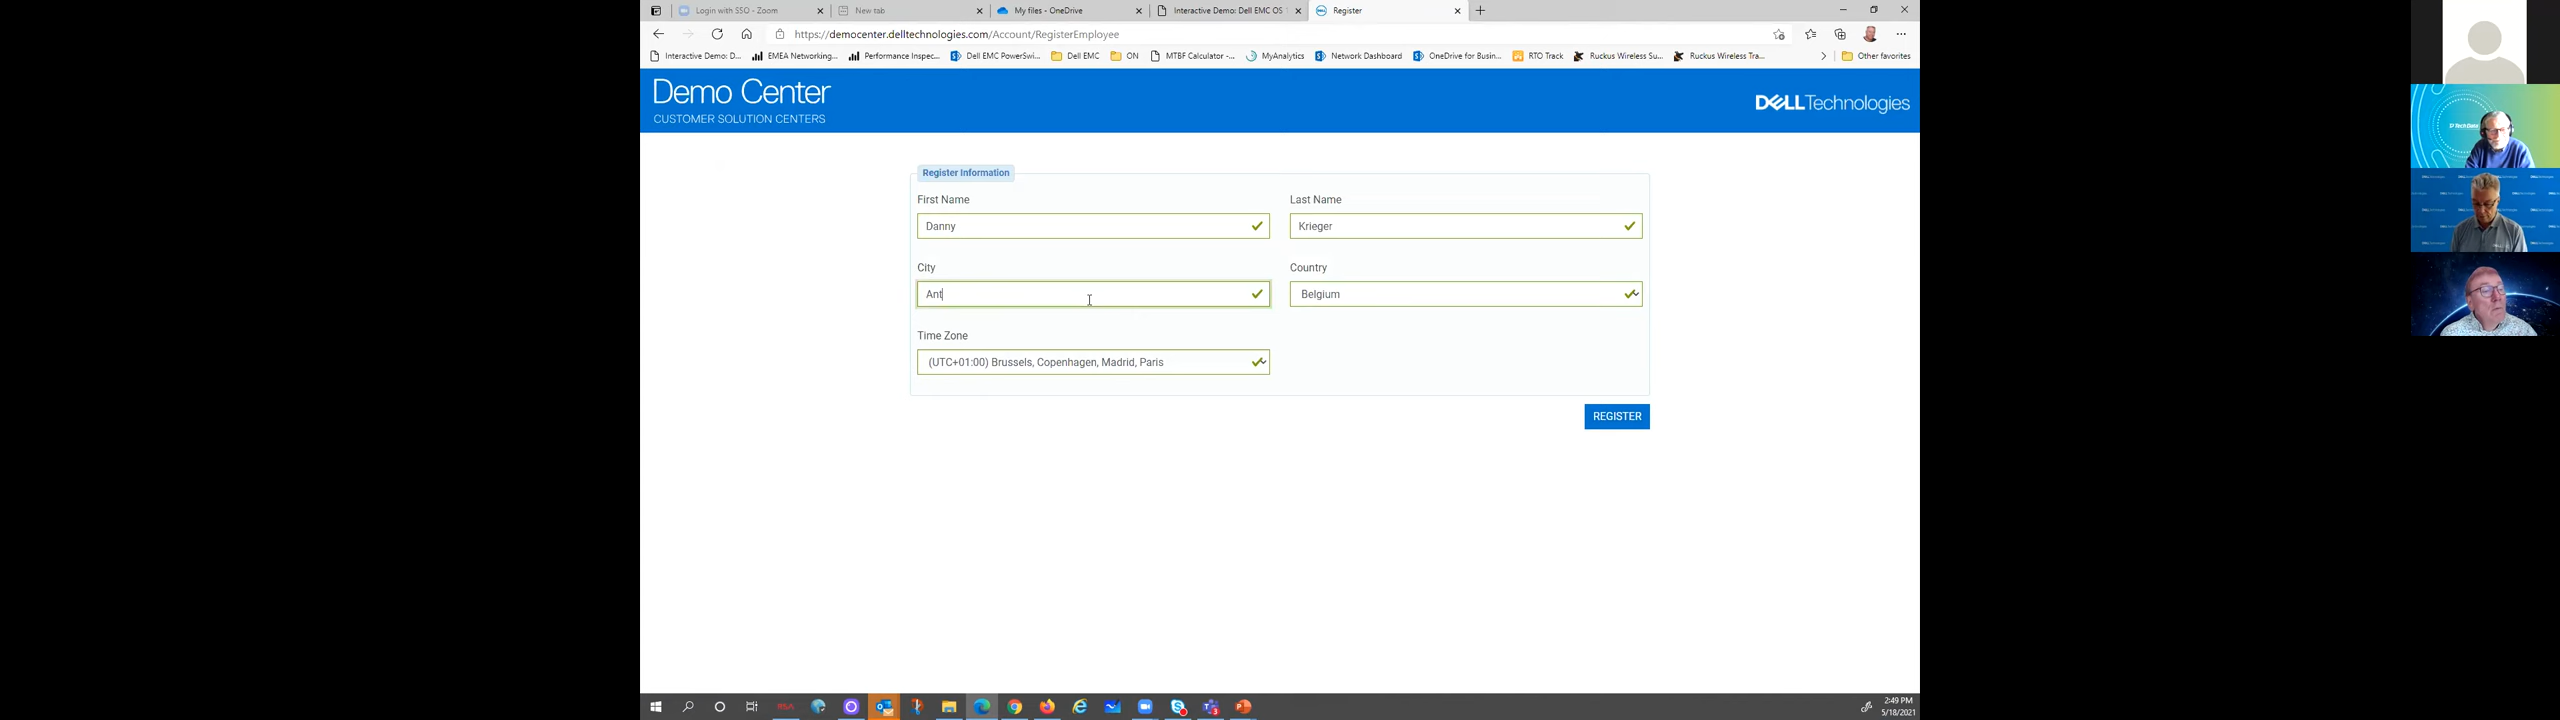 Login with SSO - Zoom
New tab
My files - OneDrive
Interactive Demo: Dell EMC OS
Register
https://democenter.delltechnologies.com/Account/RegisterEmployee
Interactive Demo: D...
EMEA Networking...
Performance Inspec...
Dell EMC PowerSwi...
Dell EMC
ON
MTBF Calculator -...
MyAnalytics
Network Dashboard
OneDrive for Busin...
RTO Track
Ruckus Wireless Su...
Ruckus Wireless Tra...
Other favorites
Demo Center
CUSTOMER SOLUTION CENTERS
DELL Technologies
Register Information
First Name
Last Name
Danny
Krieger
City
Country
Ant
Belgium
Time Zone
(UTC+01:00) Brussels, Copenhagen, Madrid, Paris
REGISTER
Tech Data
2:49 PM
5/18/2021